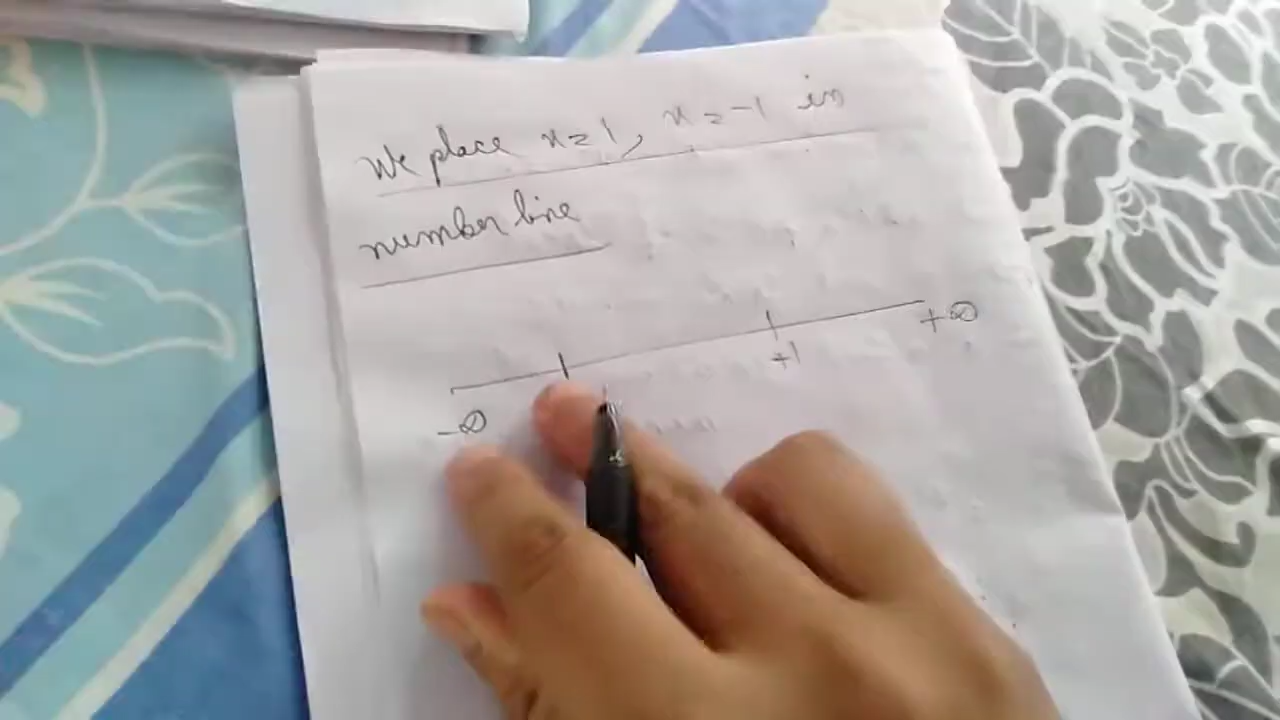 We place x=1, x=-1 in
number line
+1 +∞
-∞